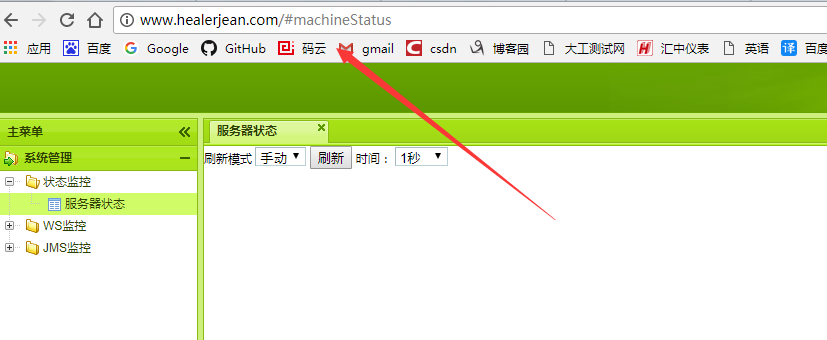 www.healerjean.com/#machineStatus
应用 百度 Google GitHub 码云 gmail csdn 博客园 大工测试网 汇中仪表 英语 译 百度
主菜单
服务器状态
系统管理
刷新模式 手动 刷新 时间： 1秒
状态监控
服务器状态
WS监控
JMS监控